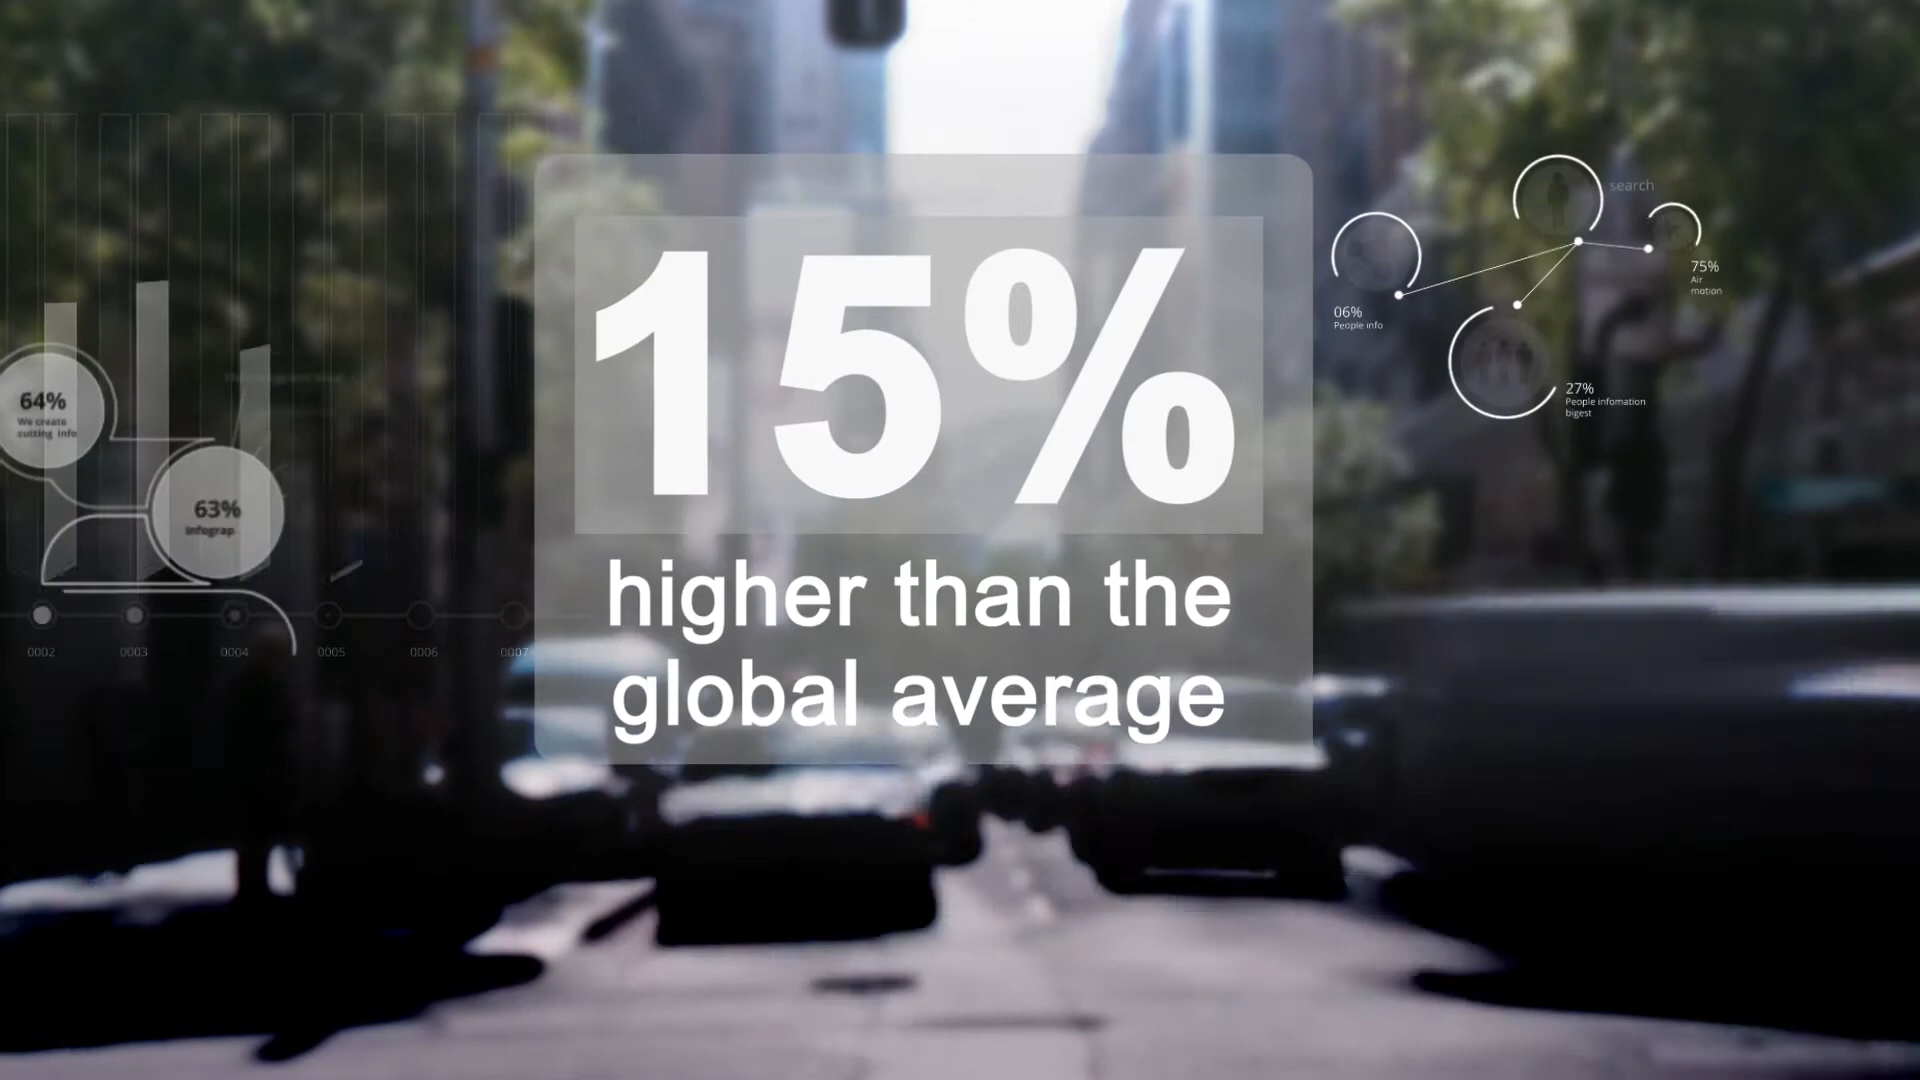 15%
higher than the
global average
64%
We create
cutting info
63%
infograp
0002
0003
0004
0005
0006
0007
search
06%
People info
75%
Air
motion
27%
People infomation
bigest